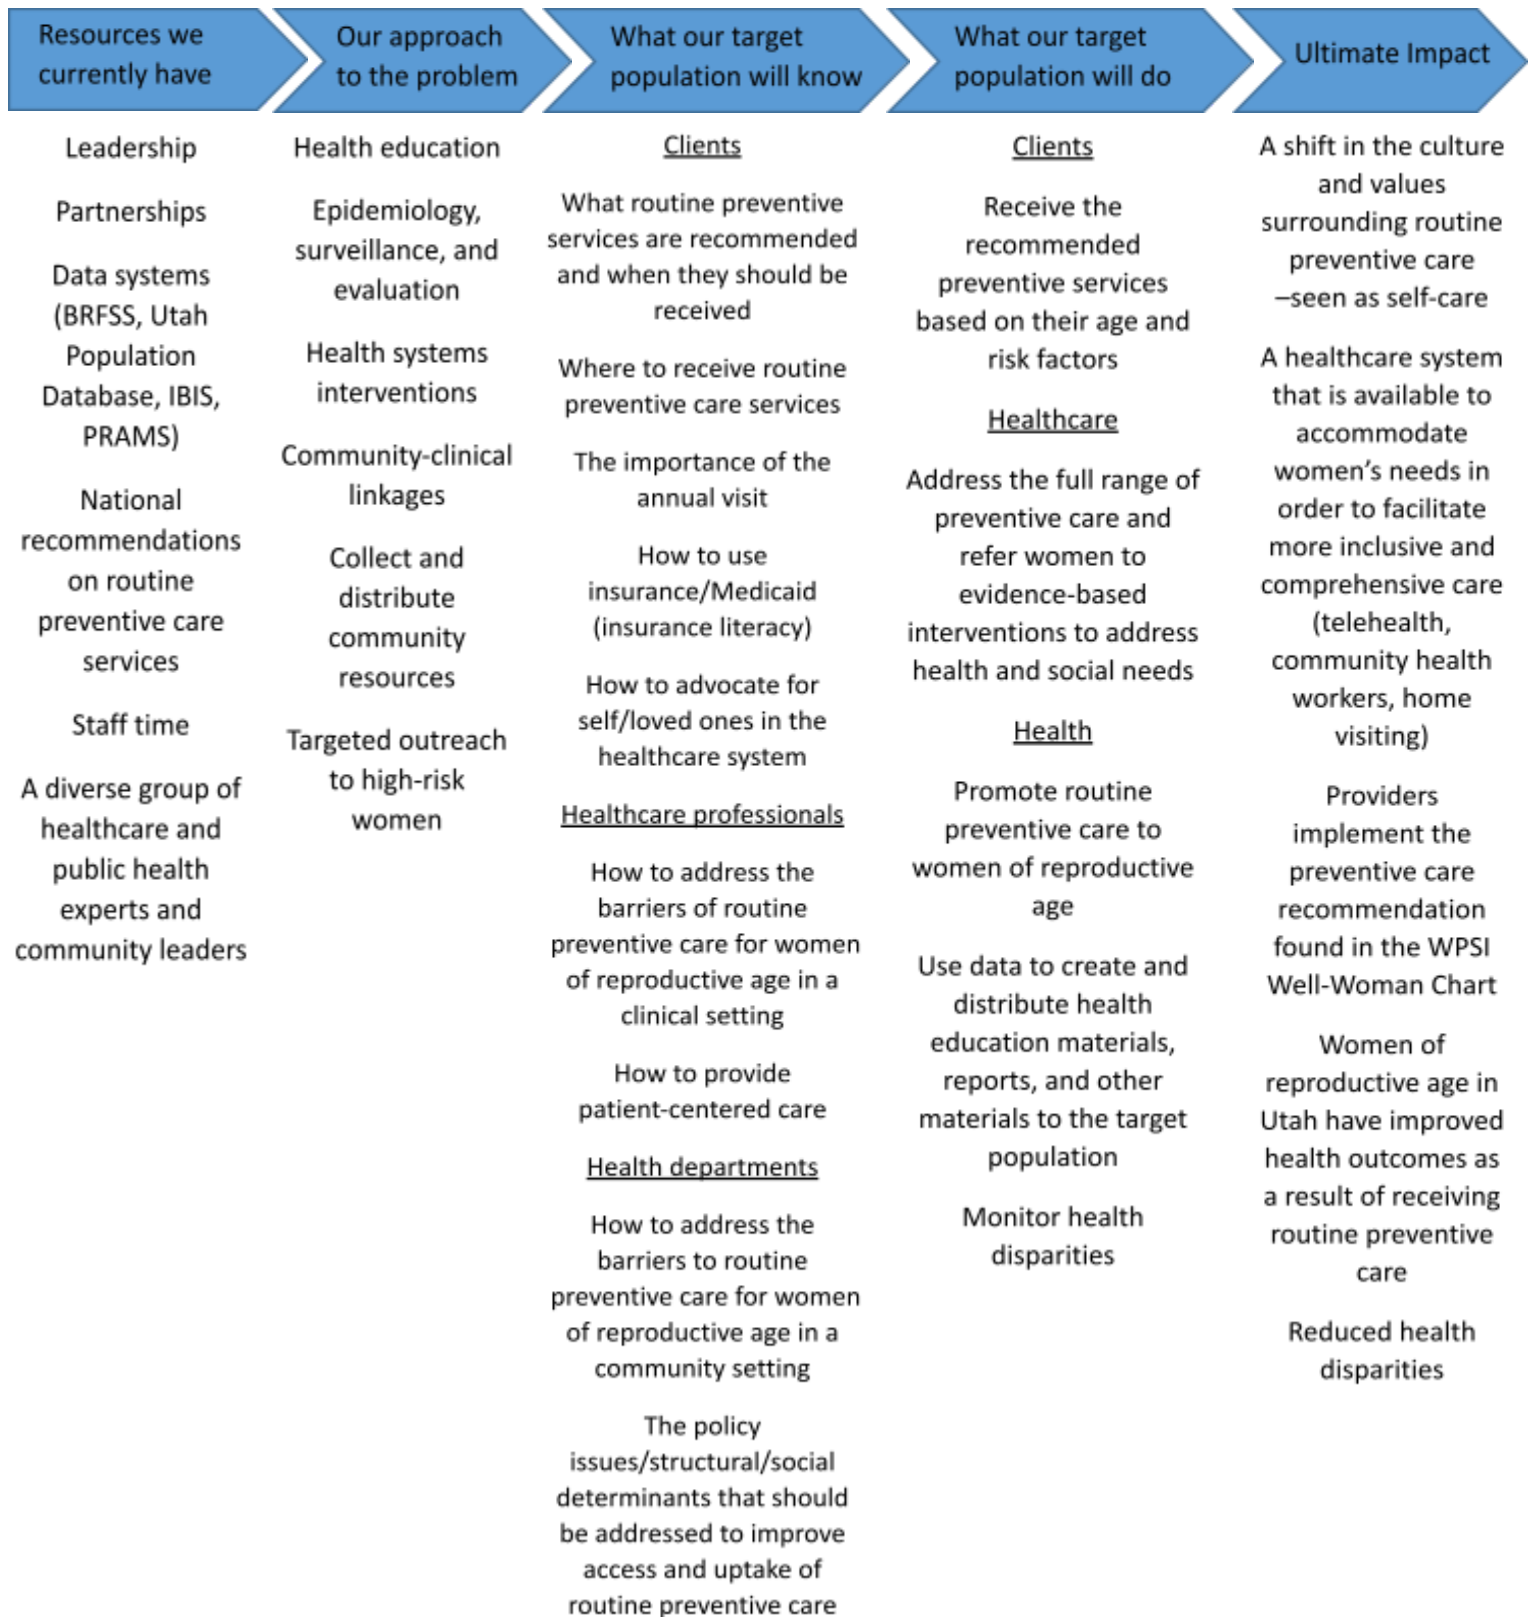 Resources we
currently have
Our approach
to the problem
What our target
population will know
What our target
population will do
Ultimate Impact
Leadership
Partnerships
Data systems
(BRFSS, Utah
Population
Database, IBIS,
PRAMS)
National
recommendations
on routine
preventive care
services
Staff time
A diverse group of
healthcare and
public health
experts and
community leaders
Health education
Epidemiology,
surveillance, and
evaluation
Health systems
interventions
Community-clinical
linkages
Collect and
distribute
community
resources
Targeted outreach
to high-risk
women
Clients
What routine preventive
services are recommended
and when they should be
received
Where to receive routine
preventive care services
The importance of the
annual visit
How to use
insurance/Medicaid
(insurance literacy)
How to advocate for
self/loved ones in the
healthcare system
Healthcare professionals
How to address the
barriers of routine
preventive care for women
of reproductive age in a
clinical setting
How to provide
patient-centered care
Health departments
How to address the
barriers to routine
preventive care for women
of reproductive age in a
community setting
The policy
issues/structural/social
determinants that should
be addressed to improve
access and uptake of
routine preventive care
Clients
Receive the
recommended
preventive services
based on their age and
risk factors
Healthcare
Address the full range of
preventive care and
refer women to
evidence-based
interventions to address
health and social needs
Health
Promote routine
preventive care to
women of reproductive
age
Use data to create and
distribute health
education materials,
reports, and other
materials to the target
population
Monitor health
disparities
A shift in the culture
and values
surrounding routine
preventive care
–seen as self-care
A healthcare system
that is available to
accommodate
women's needs in
order to facilitate
more inclusive and
comprehensive care
(telehealth,
community health
workers, home
visiting)
Providers
implement the
preventive care
recommendation
found in the WPSI
Well-Woman Chart
Women of
reproductive age in
Utah have improved
health outcomes as
a result of receiving
routine preventive
care
Reduced health
disparities